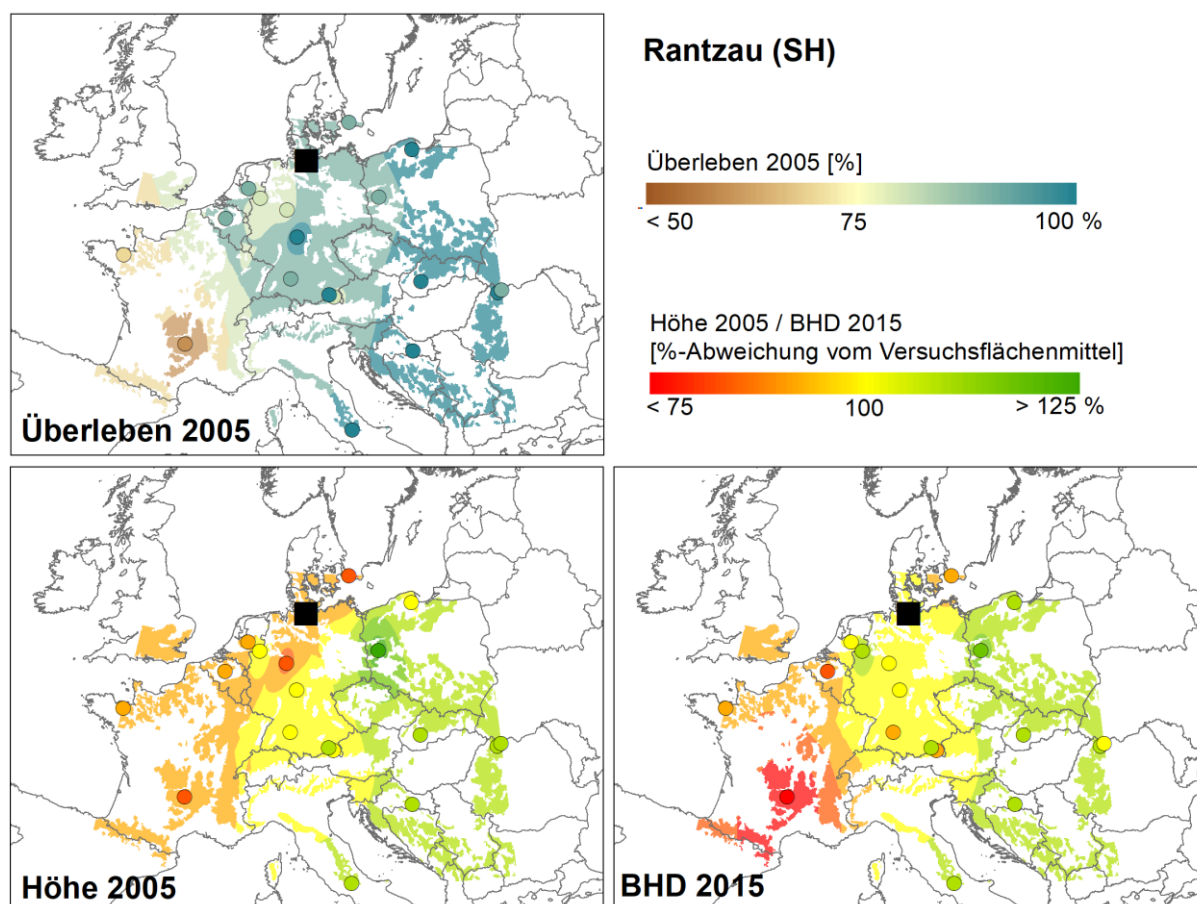 Rantzau (SH)
Überleben 2005 [%]
< 50 75 100 %
Höhe 2005 / BHD 2015
[%-Abweichung vom Versuchsflächenmittel]
< 75 100 > 125 %
Überleben 2005
Höhe 2005
BHD 2015